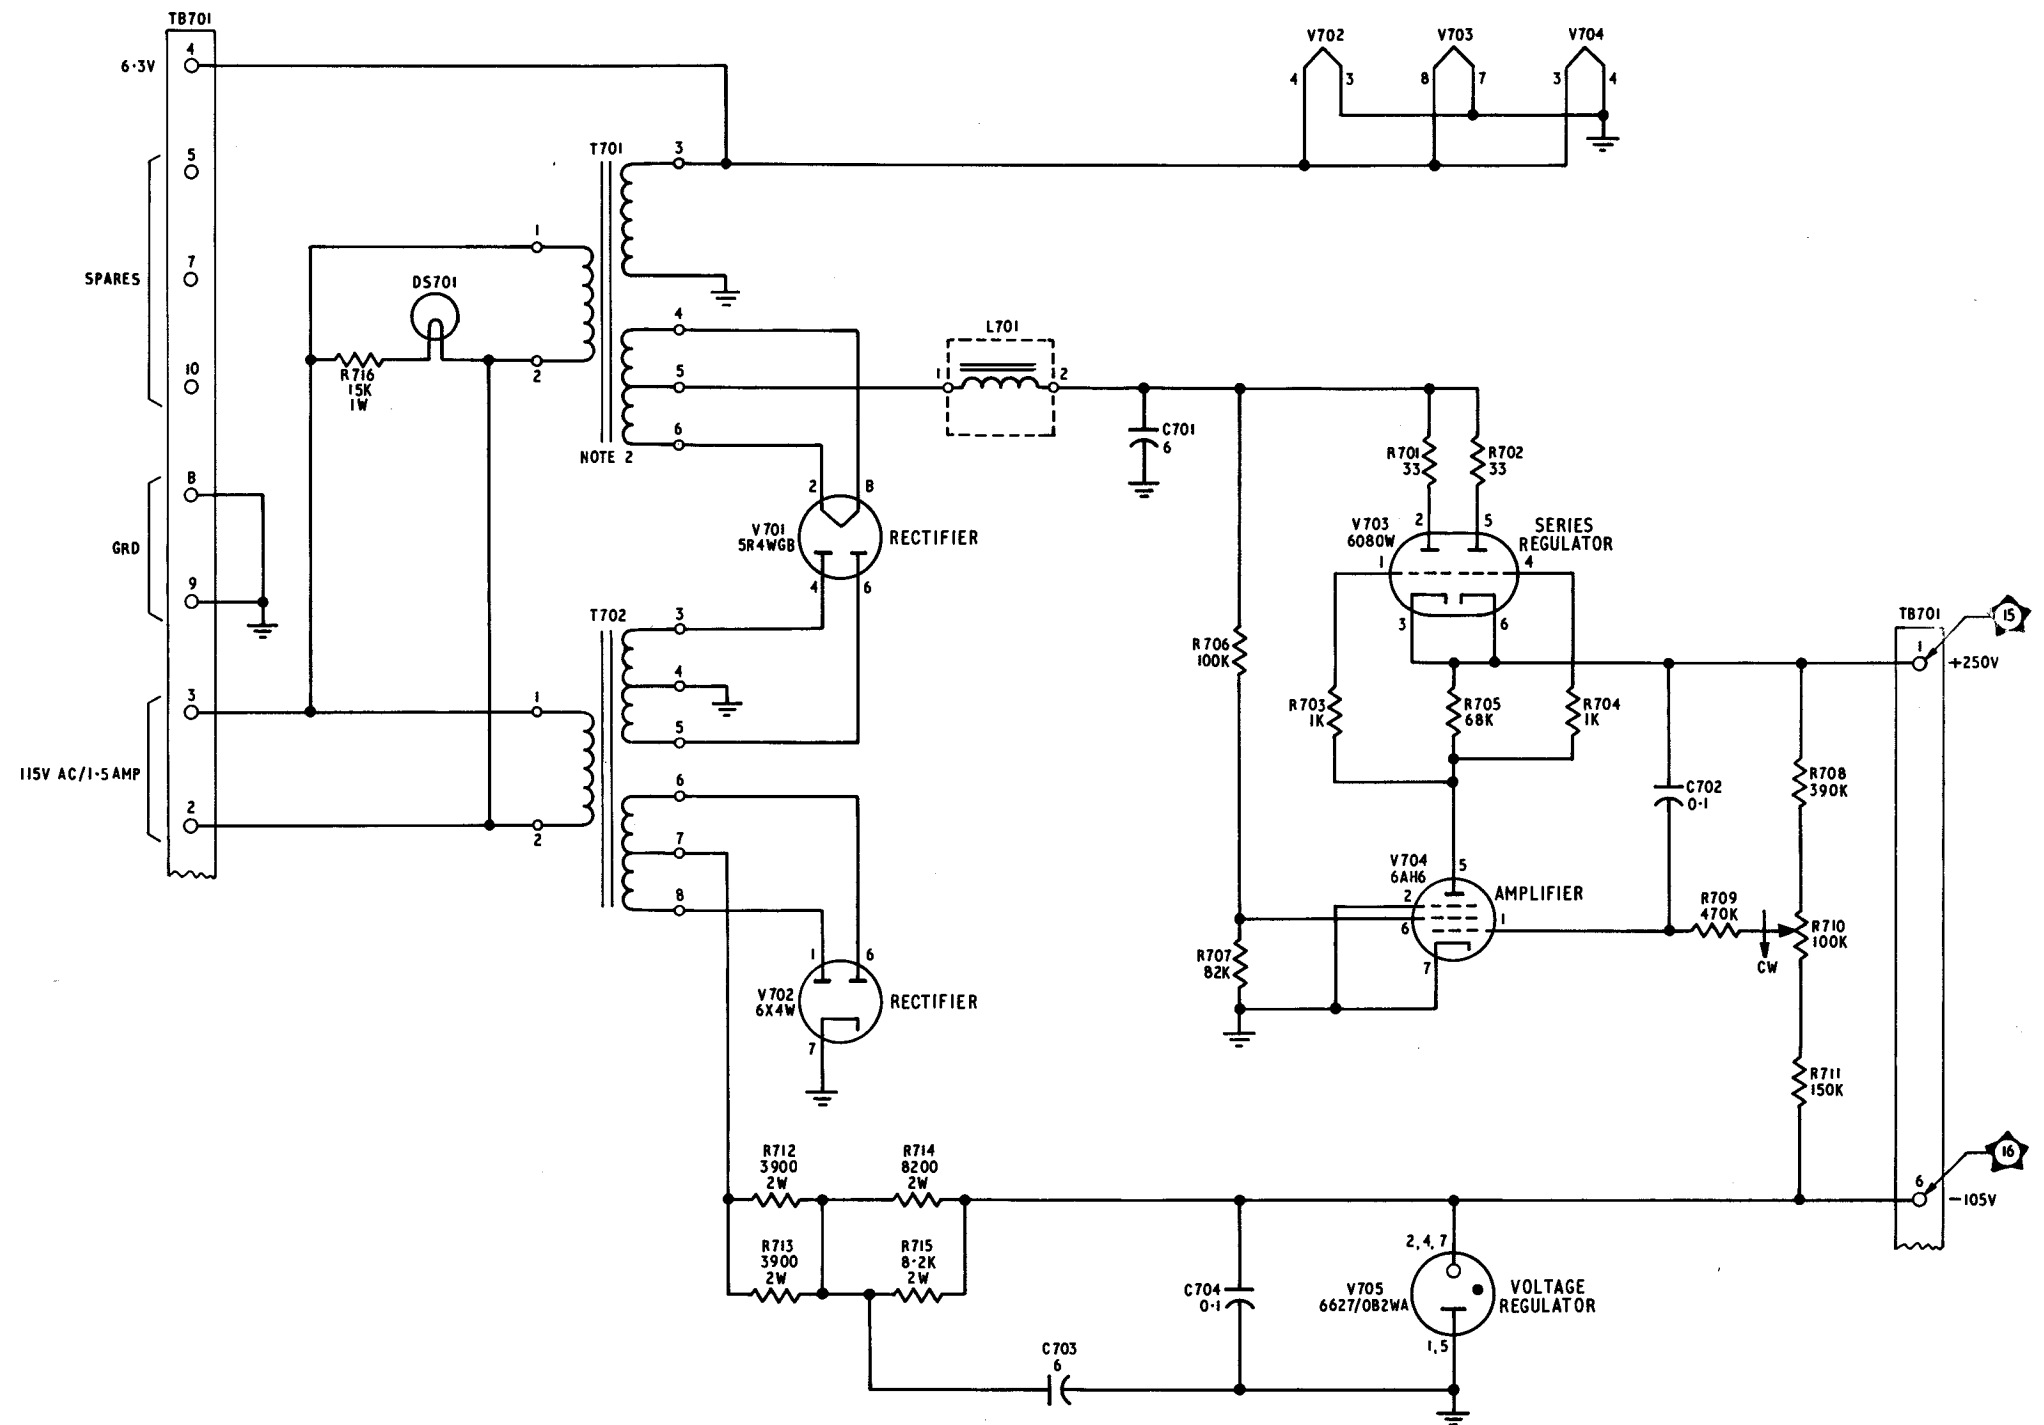 TB701
4
6·3V
5
7
SPARES
10
8
GRD
9
3
115V AC/1·5 AMP
2
T701
3
1
2
DS701
R716
15K
1W
4
5
6
NOTE 2
2
8
V701
5R4WGB
RECTIFIER
4
6
T702
3
4
5
1
2
6
7
8
1
6
V702
6X4W
RECTIFIER
7
L701
1
2
C701
6
V702
4
3
V703
8
7
V704
3
4
R701
33
R702
33
2
5
V703
6080W
SERIES
REGULATOR
1
4
3
6
R706
100K
R703
1K
R705
68K
R704
1K
C702
0·1
R708
390K
V704
6AH6
5
AMPLIFIER
2
6
1
7
R709
470K
R710
100K
CW
R707
82K
R711
150K
TB701
15
1
+250V
16
6
-105V
R712
3900
2W
R714
8200
2W
R713
3900
2W
R715
8·2K
2W
C703
6
C704
0·1
2,4,7
V705
6627/OB2WA
VOLTAGE
REGULATOR
1,5